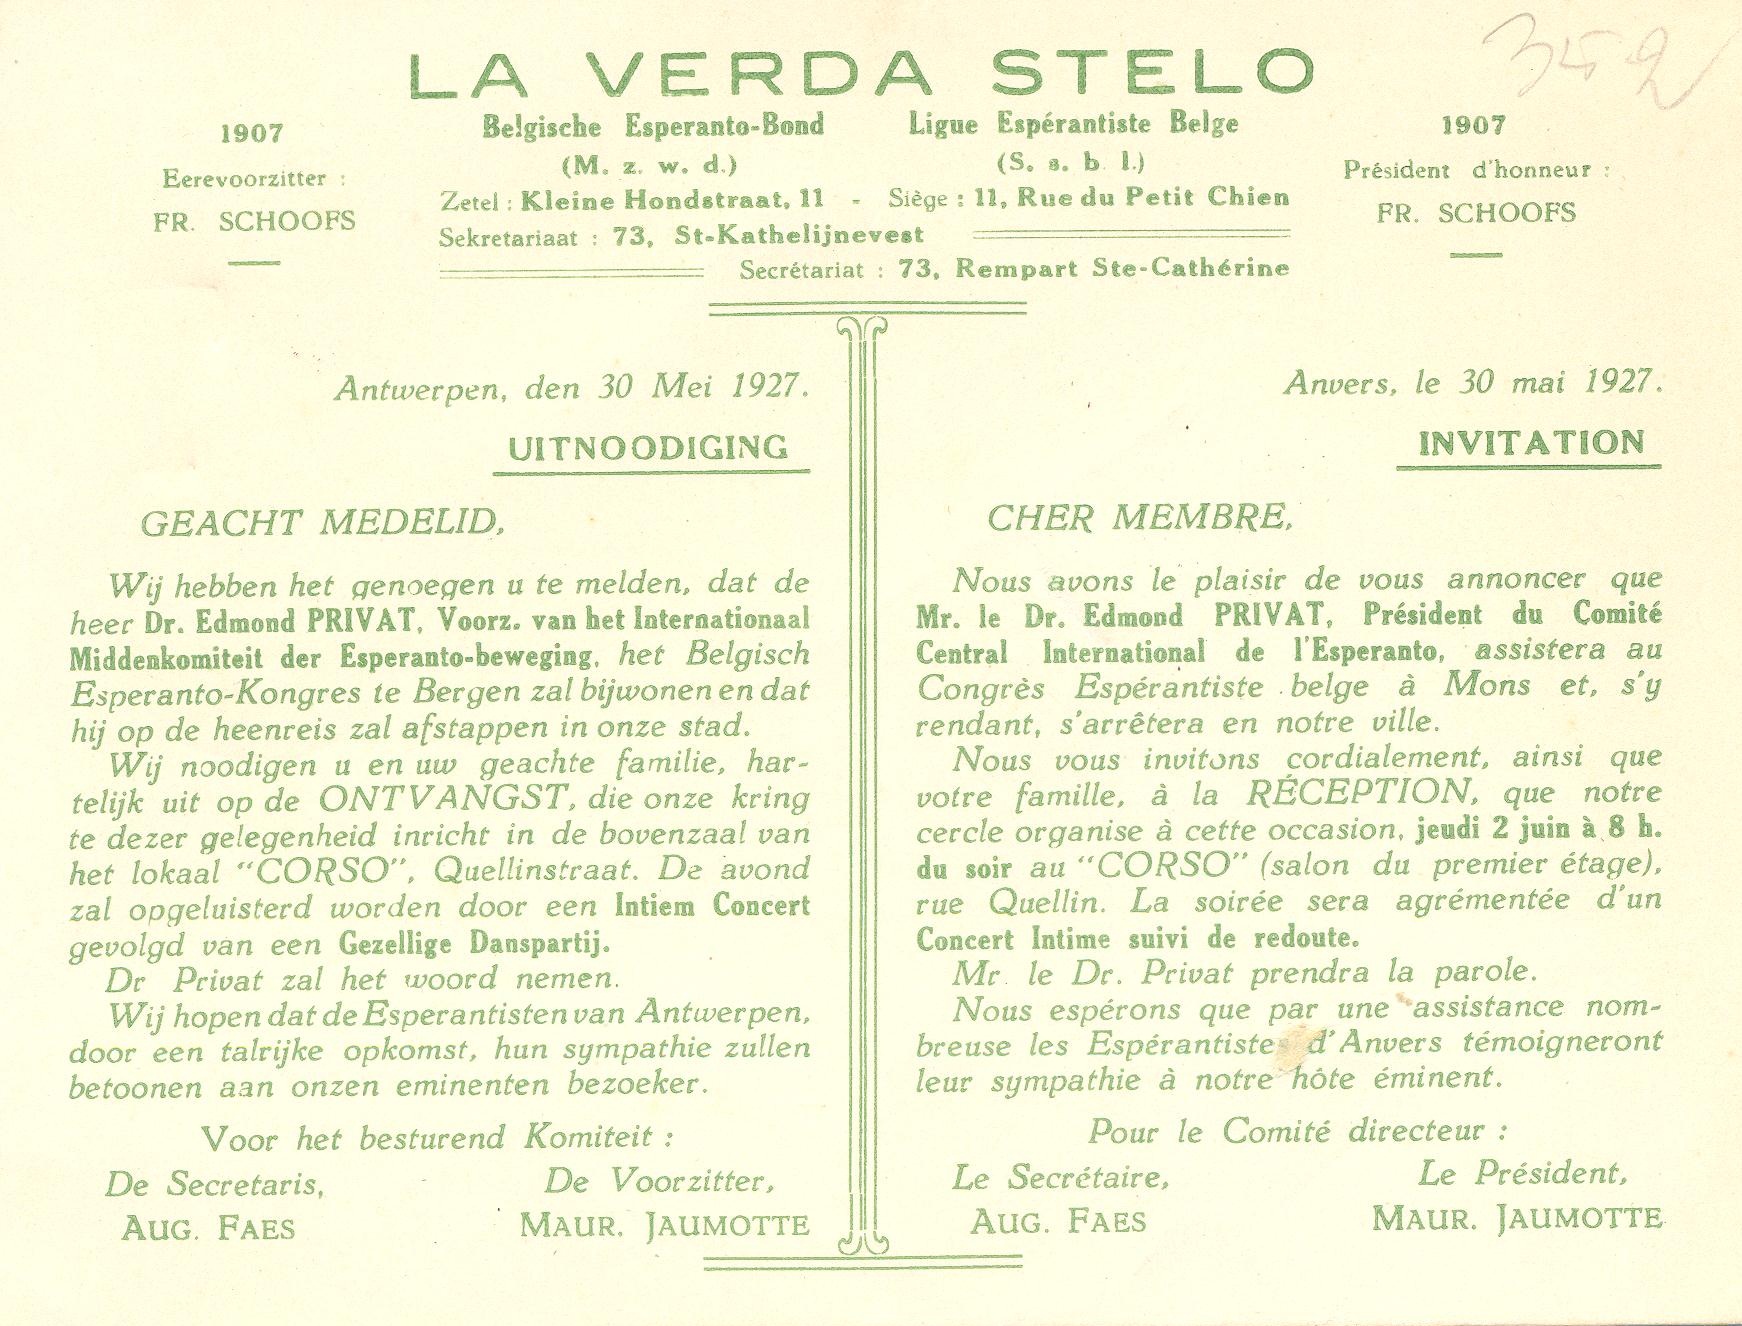 352
LA VERDA STELO
1907
Eerevoorzitter :
FR. SCHOOFS
Belgische Esperanto-Bond
(M. z. w. d.)
Ligue Espérantiste Belge
(S. s. b. l.)
Zetel : Kleine Hondstraat, 11 - Siège : 11, Rue du Petit Chien
Sekretariaat : 73, St-Kathelijnevest
Secrétariat : 73, Rempart Ste-Cathérine
1907
Président d'honneur :
FR. SCHOOFS
Antwerpen, den 30 Mei 1927.
UITNOODIGING
GEACHT MEDELID,
Wij hebben het genoegen u te melden, dat de
heer Dr. Edmond PRIVAT, Voorz. van het Internationaal
Middenkomiteit der Esperanto-beweging, het Belgisch
Esperanto-Kongres te Bergen zal bijwonen en dat
hij op de heenreis zal afstappen in onze stad.
Wij noodigen u en uw geachte familie, har-
telijk uit op de ONTVANGST, die onze kring
te dezer gelegenheid inricht in de bovenzaal van
het lokaal "CORSO", Quellinstraat. De avond
zal opgeluisterd worden door een Intiem Concert
gevolgd van een Gezellige Danspartij.
Dr Privat zal het woord nemen.
Wij hopen dat de Esperantisten van Antwerpen,
door een talrijke opkomst, hun sympathie zullen
betoonen aan onzen eminenten bezoeker.
Voor het besturend Komiteit :
De Secretaris, De Voorzitter,
AUG. FAES MAUR. JAUMOTTE
Anvers, le 30 mai 1927.
INVITATION
CHER MEMBRE,
Nous avons le plaisir de vous annoncer que
Mr. le Dr. Edmond PRIVAT, Président du Comité
Central International de l'Esperanto, assistera au
Congrès Espérantiste belge à Mons et, s'y
rendant, s'arrêtera en notre ville.
Nous vous invitons cordialement, ainsi que
votre famille, à la RÉCEPTION, que notre
cercle organise à cette occasion, jeudi 2 juin à 8 h.
du soir au "CORSO" (salon du premier étage),
rue Quellin. La soirée sera agrémentée d'un
Concert Intime suivi de redoute.
Mr. le Dr. Privat prendra la parole.
Nous espérons que par une assistance nom-
breuse les Espérantistes d'Anvers témoigneront
leur sympathie à notre hôte éminent.
Pour le Comité directeur :
Le Secrétaire, Le Président,
AUG. FAES MAUR. JAUMOTTE